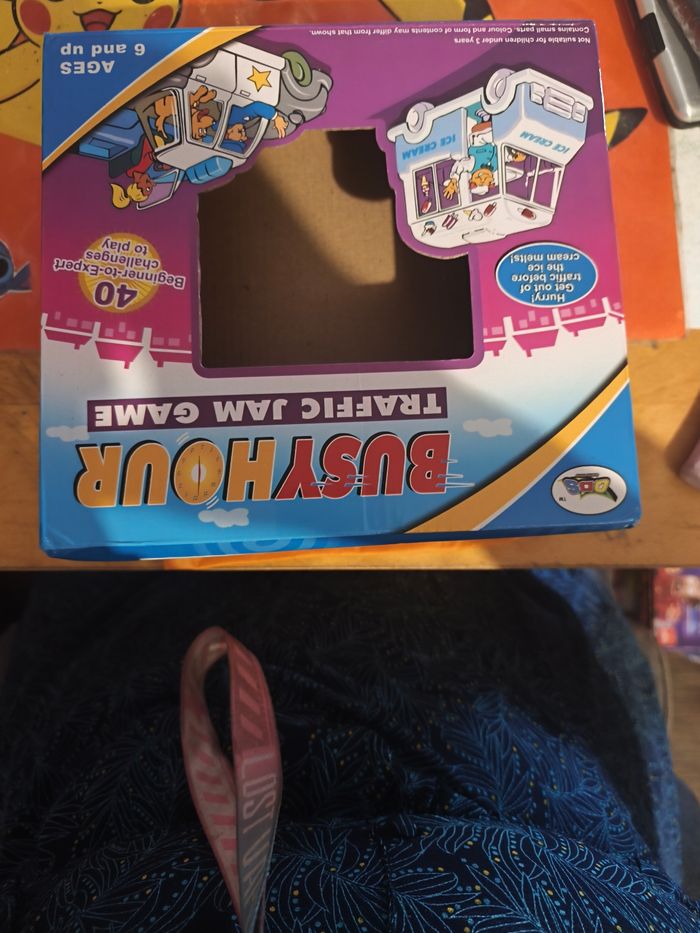 BUSY HOUR
TRAFFIC JAM GAME
Hurry!
Get out of
traffic before
the ice
cream melts!
40
Beginner-to-Expert
challenges
to play
ICE CREAM
ICE CREAM
AGES
6 and up
Not suitable for children under 3 years
Contains small parts. Colour and form of contents may differ from that shown.
LOST